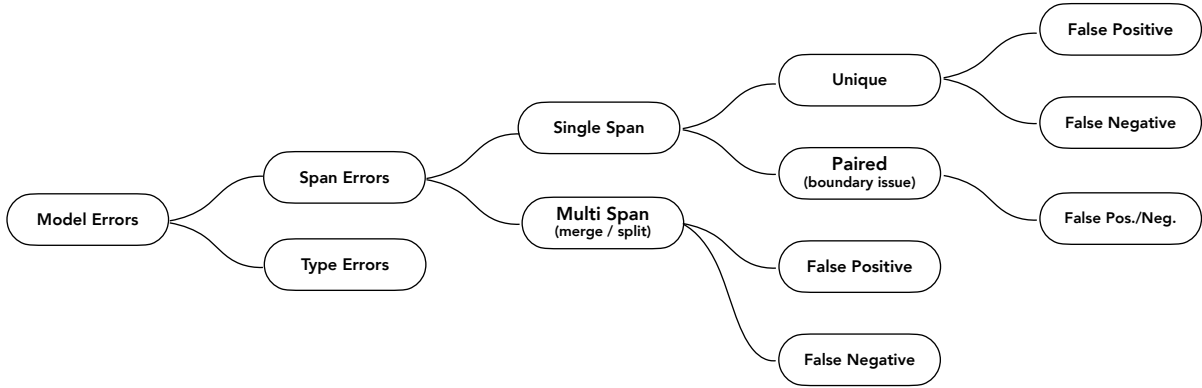 Model Errors
Span Errors
Type Errors
Single Span
Multi Span
(merge / split)
Unique
Paired
(boundary issue)
False Positive
False Negative
False Positive
False Negative
False Pos./Neg.